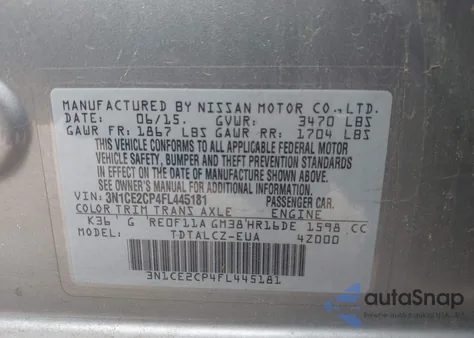 MANUFACTURED BY NISSAN MOTOR CO.,LTD.
DATE: 06/15. GVWR: 3470 LBS
GAWR FR: 1867 LBS GAWR RR: 1704 LBS
THIS VEHICLE CONFORMS TO ALL APPLICABLE FEDERAL MOTOR
VEHICLE SAFETY, BUMPER AND THEFT PREVENTION STANDARDS
IN EFFECT ON THE DATE OF MANUFACTURE SHOWN ABOVE.
SEE OWNER'S MANUAL FOR ADDITIONAL INFORMATION.
VIN: 3N1CE2CP4FL445181 PASSENGER CAR.
COLOR TRIM TRANS AXLE ENGINE
K36 G RE0F11A GM38 HR16DE 1598 CC
MODEL: TDTALCZ-EUA 4Z000
3N1CE2CP4FL445181
autoSnap